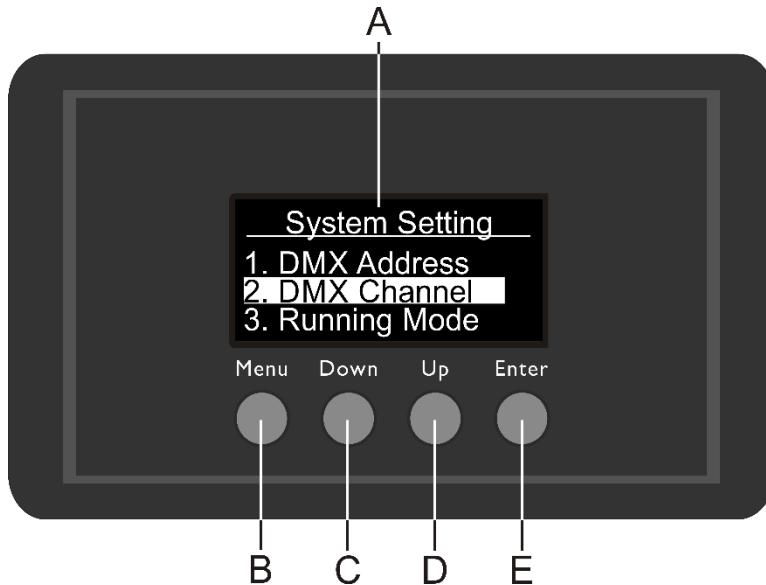 A
System Setting
1. DMX Address
2. DMX Channel
3. Running Mode
Menu Down Up Enter
B C D E